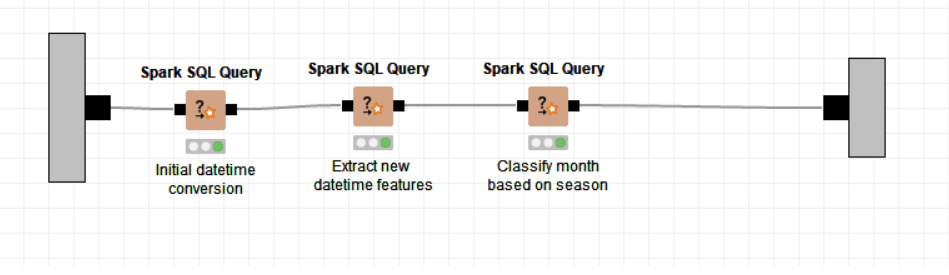 Spark SQL Query
Spark SQL Query
Spark SQL Query
?
?
?
Initial datetime
conversion
Extract new
datetime features
Classify month
based on season